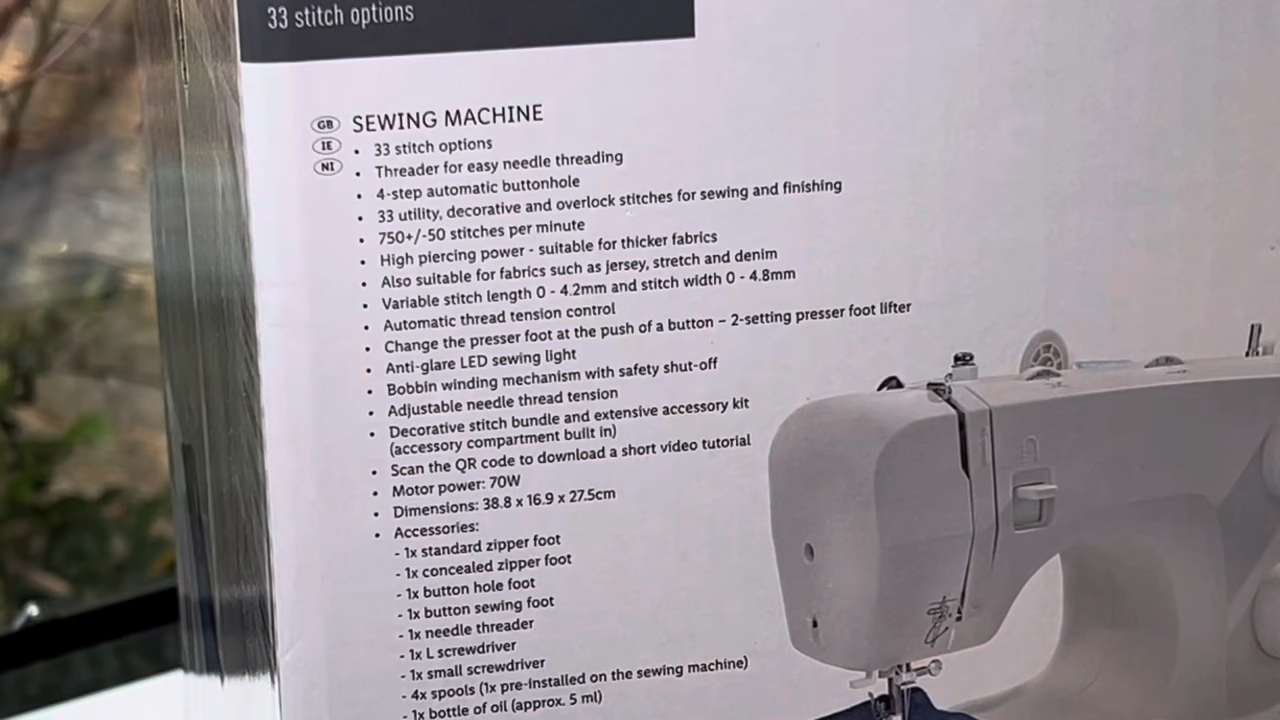 33 stitch options
GB SEWING MACHINE
IE • 33 stitch options
NI • Threader for easy needle threading
• 4-step automatic buttonhole
• 33 utility, decorative and overlock stitches for sewing and finishing
• 750+/-50 stitches per minute
• High piercing power - suitable for thicker fabrics
• Also suitable for fabrics such as jersey, stretch and denim
• Variable stitch length 0 - 4.2mm and stitch width 0 - 4.8mm
• Automatic thread tension control
• Change the presser foot at the push of a button – 2-setting presser foot lifter
• Anti-glare LED sewing light
• Bobbin winding mechanism with safety shut-off
• Adjustable needle thread tension
• Decorative stitch bundle and extensive accessory kit
(accessory compartment built in)
• Scan the QR code to download a short video tutorial
• Motor power: 70W
• Dimensions: 38.8 x 16.9 x 27.5cm
• Accessories:
- 1x standard zipper foot
- 1x concealed zipper foot
- 1x button hole foot
- 1x button sewing foot
- 1x needle threader
- 1x L screwdriver
- 1x small screwdriver
- 4x spools (1x pre-installed on the sewing machine)
- 1x bottle of oil (approx. 5 ml)